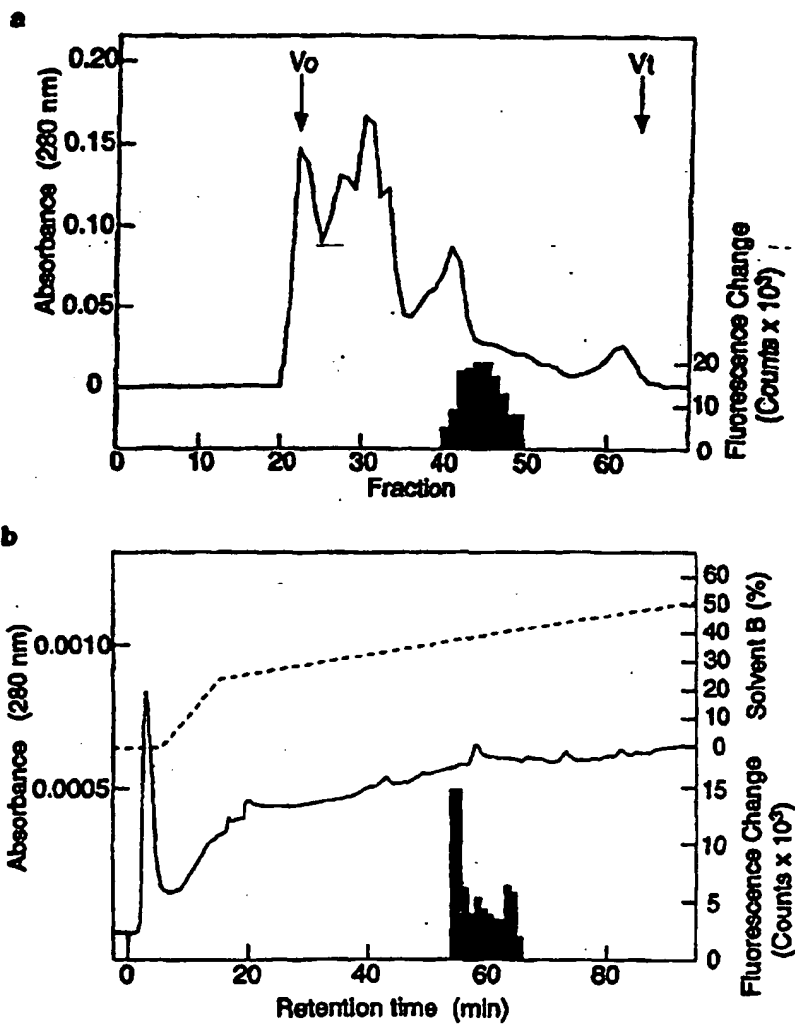 a
Vo
Vt
0.20
0.15
0.10
0.05
0
Absorbance (280 nm)
20
10
0
Fluorescence Change
(Counts x 10³)
0 10 20 30 40 50 60
Fraction
b
0.0010
0.0005
Absorbance (280 nm)
60
50
40
30
20
10
0
Solvent B (%)
15
10
5
0
Fluorescence Change
(Counts x 10³)
0 20 40 60 80
Retention time (min)